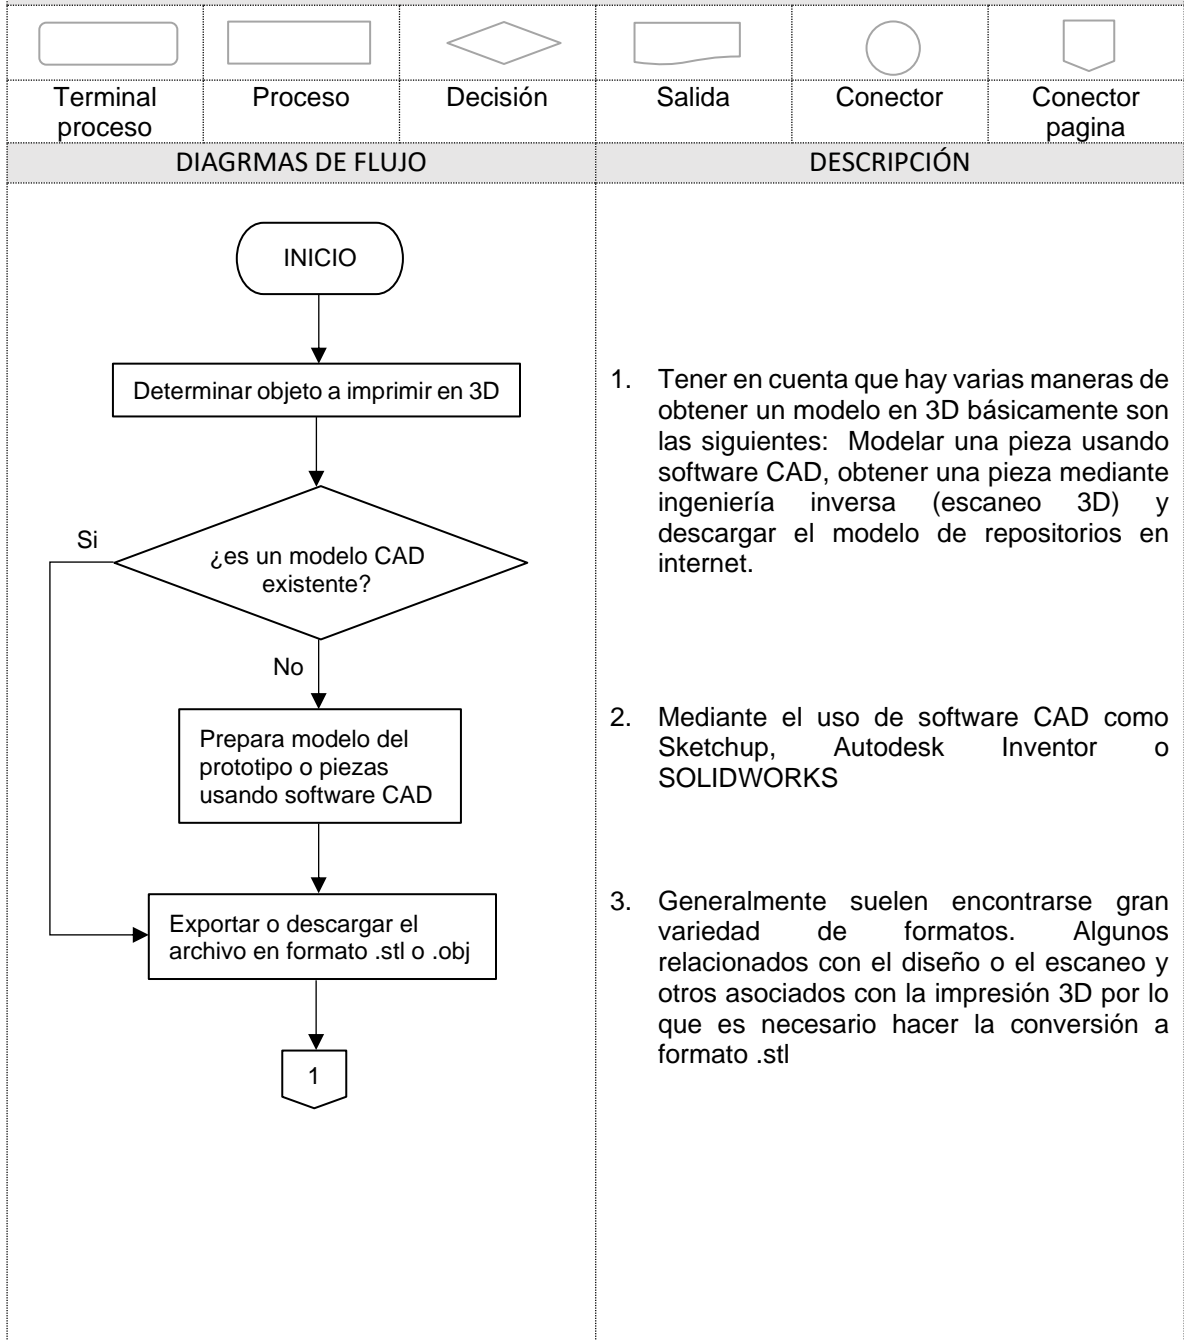 Terminal
proceso
Proceso
Decisión
Salida
Conector
Conector
pagina
DIAGRMAS DE FLUJO
DESCRIPCIÓN
INICIO
Determinar objeto a imprimir en 3D
Si
¿es un modelo CAD
existente?
No
Prepara modelo del
prototipo o piezas
usando software CAD
Exportar o descargar el
archivo en formato .stl o .obj
1
1. Tener en cuenta que hay varias maneras de
obtener un modelo en 3D básicamente son
las siguientes: Modelar una pieza usando
software CAD, obtener una pieza mediante
ingeniería inversa (escaneo 3D) y
descargar el modelo de repositorios en
internet.
2. Mediante el uso de software CAD como
Sketchup, Autodesk Inventor o
SOLIDWORKS
3. Generalmente suelen encontrarse gran
variedad de formatos. Algunos
relacionados con el diseño o el escaneo y
otros asociados con la impresión 3D por lo
que es necesario hacer la conversión a
formato .stl